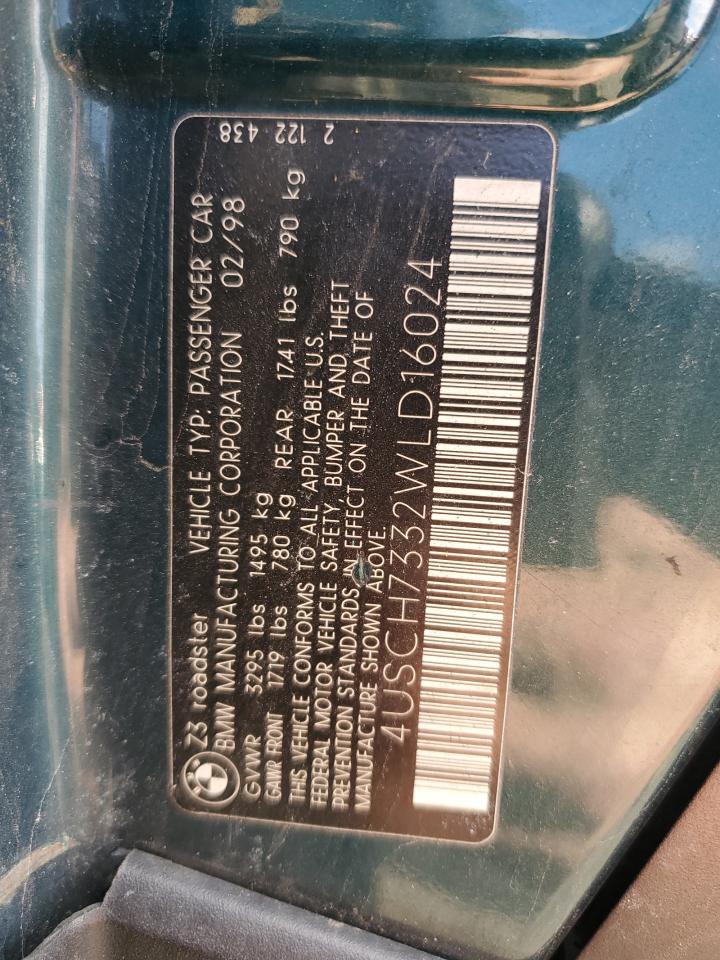 Z3 roadster VEHICLE TYP: PASSENGER CAR
BMW MANUFACTURING CORPORATION 02/98
GVWR 3295 lbs 1495 kg
GAWR FRONT 1719 lbs 780 kg REAR 1741 lbs 790 kg
THIS VEHICLE CONFORMS TO ALL APPLICABLE U.S.
FEDERAL MOTOR VEHICLE SAFETY, BUMPER AND THEFT
PREVENTION STANDARDS IN EFFECT ON THE DATE OF
MANUFACTURE SHOWN ABOVE.
4USCH7332WLD16024
2 122 438